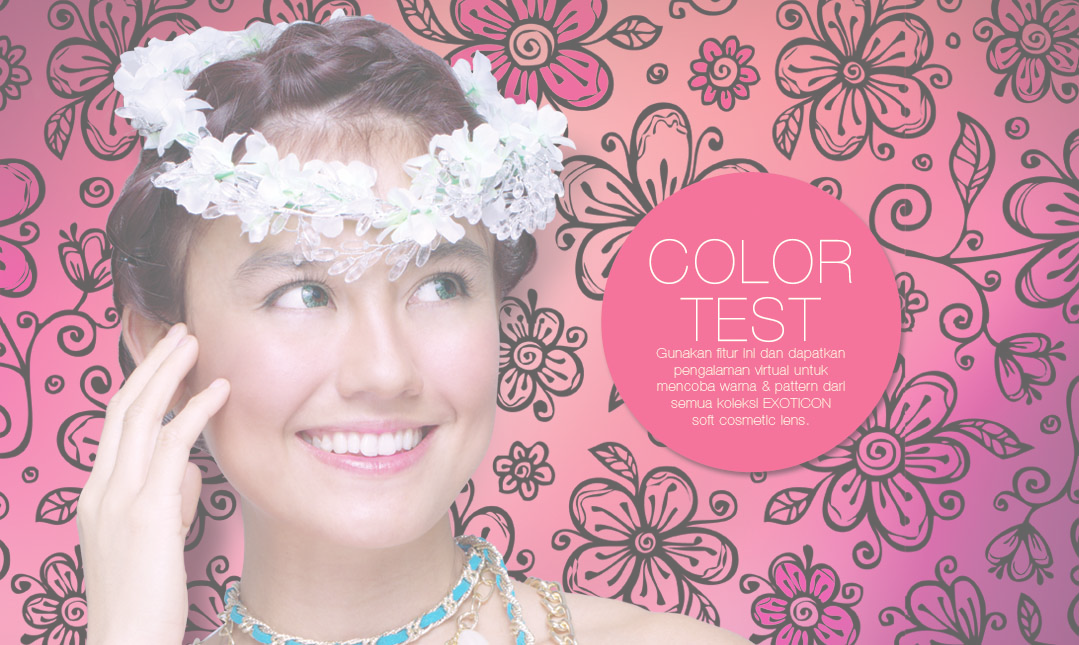 COLOR
TEST
Gunakan fitur ini dan dapatkan
pengalaman virtual untuk
mencoba warna & pattern dari
semua koleksi EXOTICON
soft cosmetic lens.